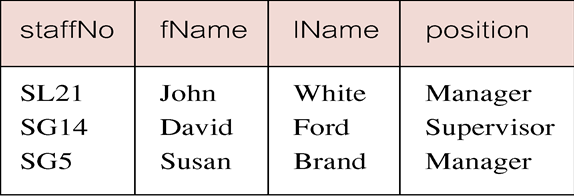 staffNo fName lName position
SL21 John White Manager
SG14 David Ford Supervisor
SG5 Susan Brand Manager